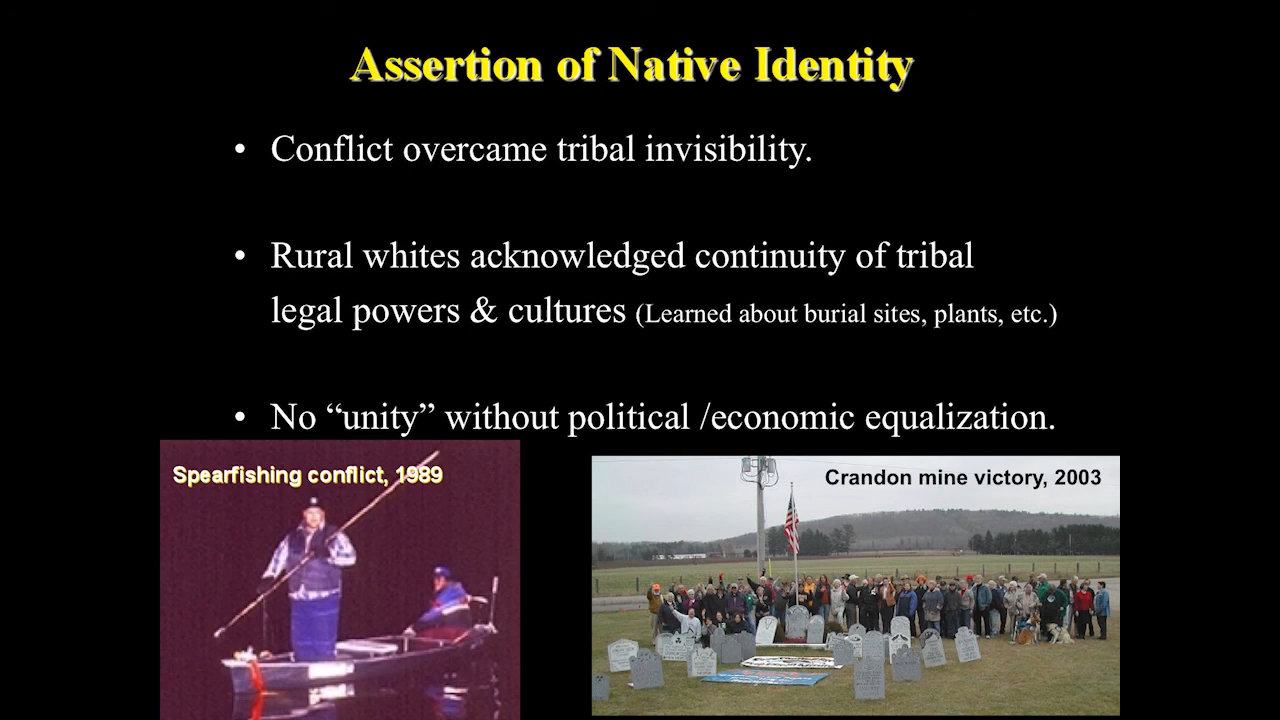 Assertion of Native Identity
• Conflict overcame tribal invisibility.
• Rural whites acknowledged continuity of tribal
legal powers & cultures (Learned about burial sites, plants, etc.)
• No “unity” without political /economic equalization.
Spearfishing conflict, 1989
Crandon mine victory, 2003